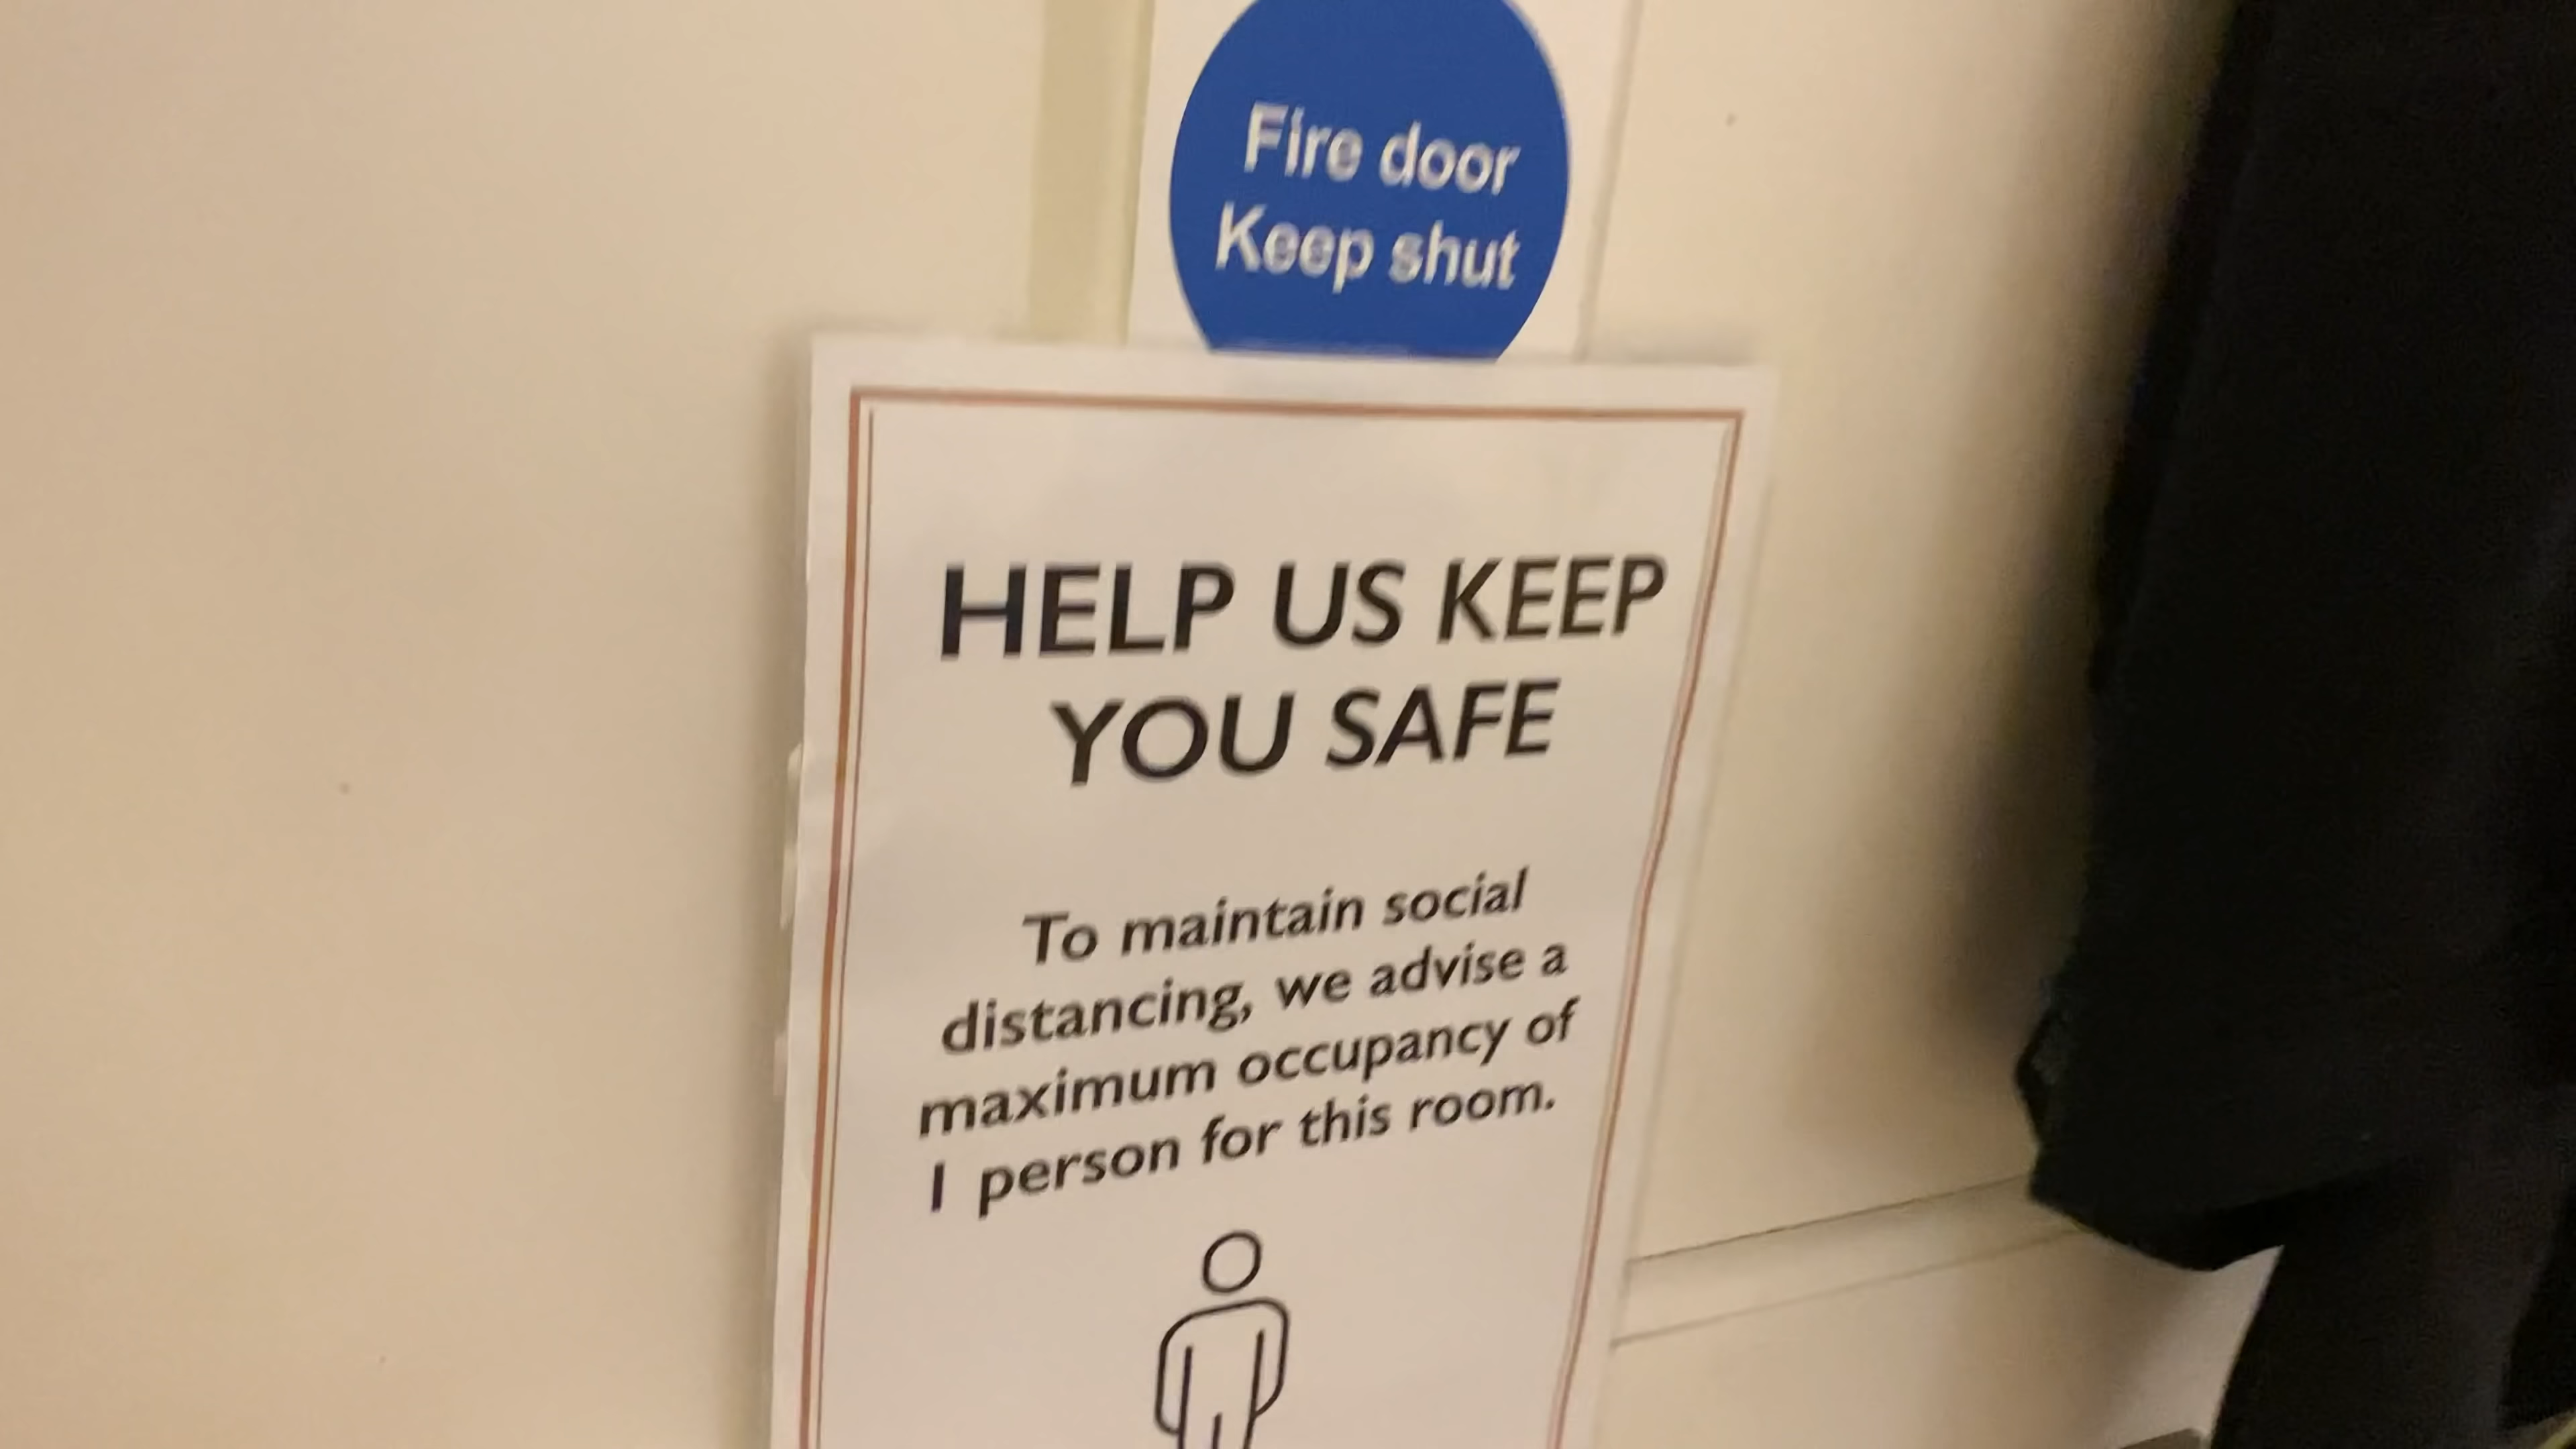 Fire door
Keep shut
HELP US KEEP
YOU SAFE
To maintain social
distancing, we advise a
maximum occupancy of
1 person for this room.